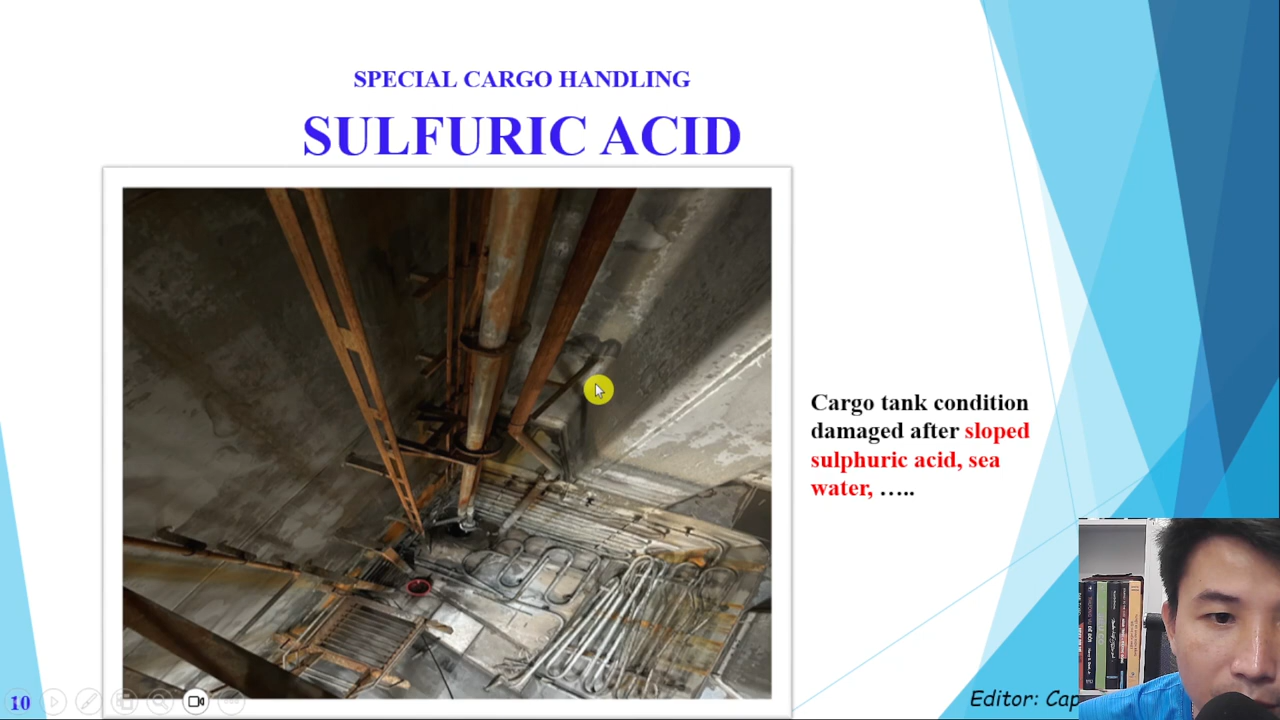 SPECIAL CARGO HANDLING
SULFURIC ACID
Cargo tank condition
damaged after sloped
sulphuric acid, sea
water, …..
10
Editor: Cap